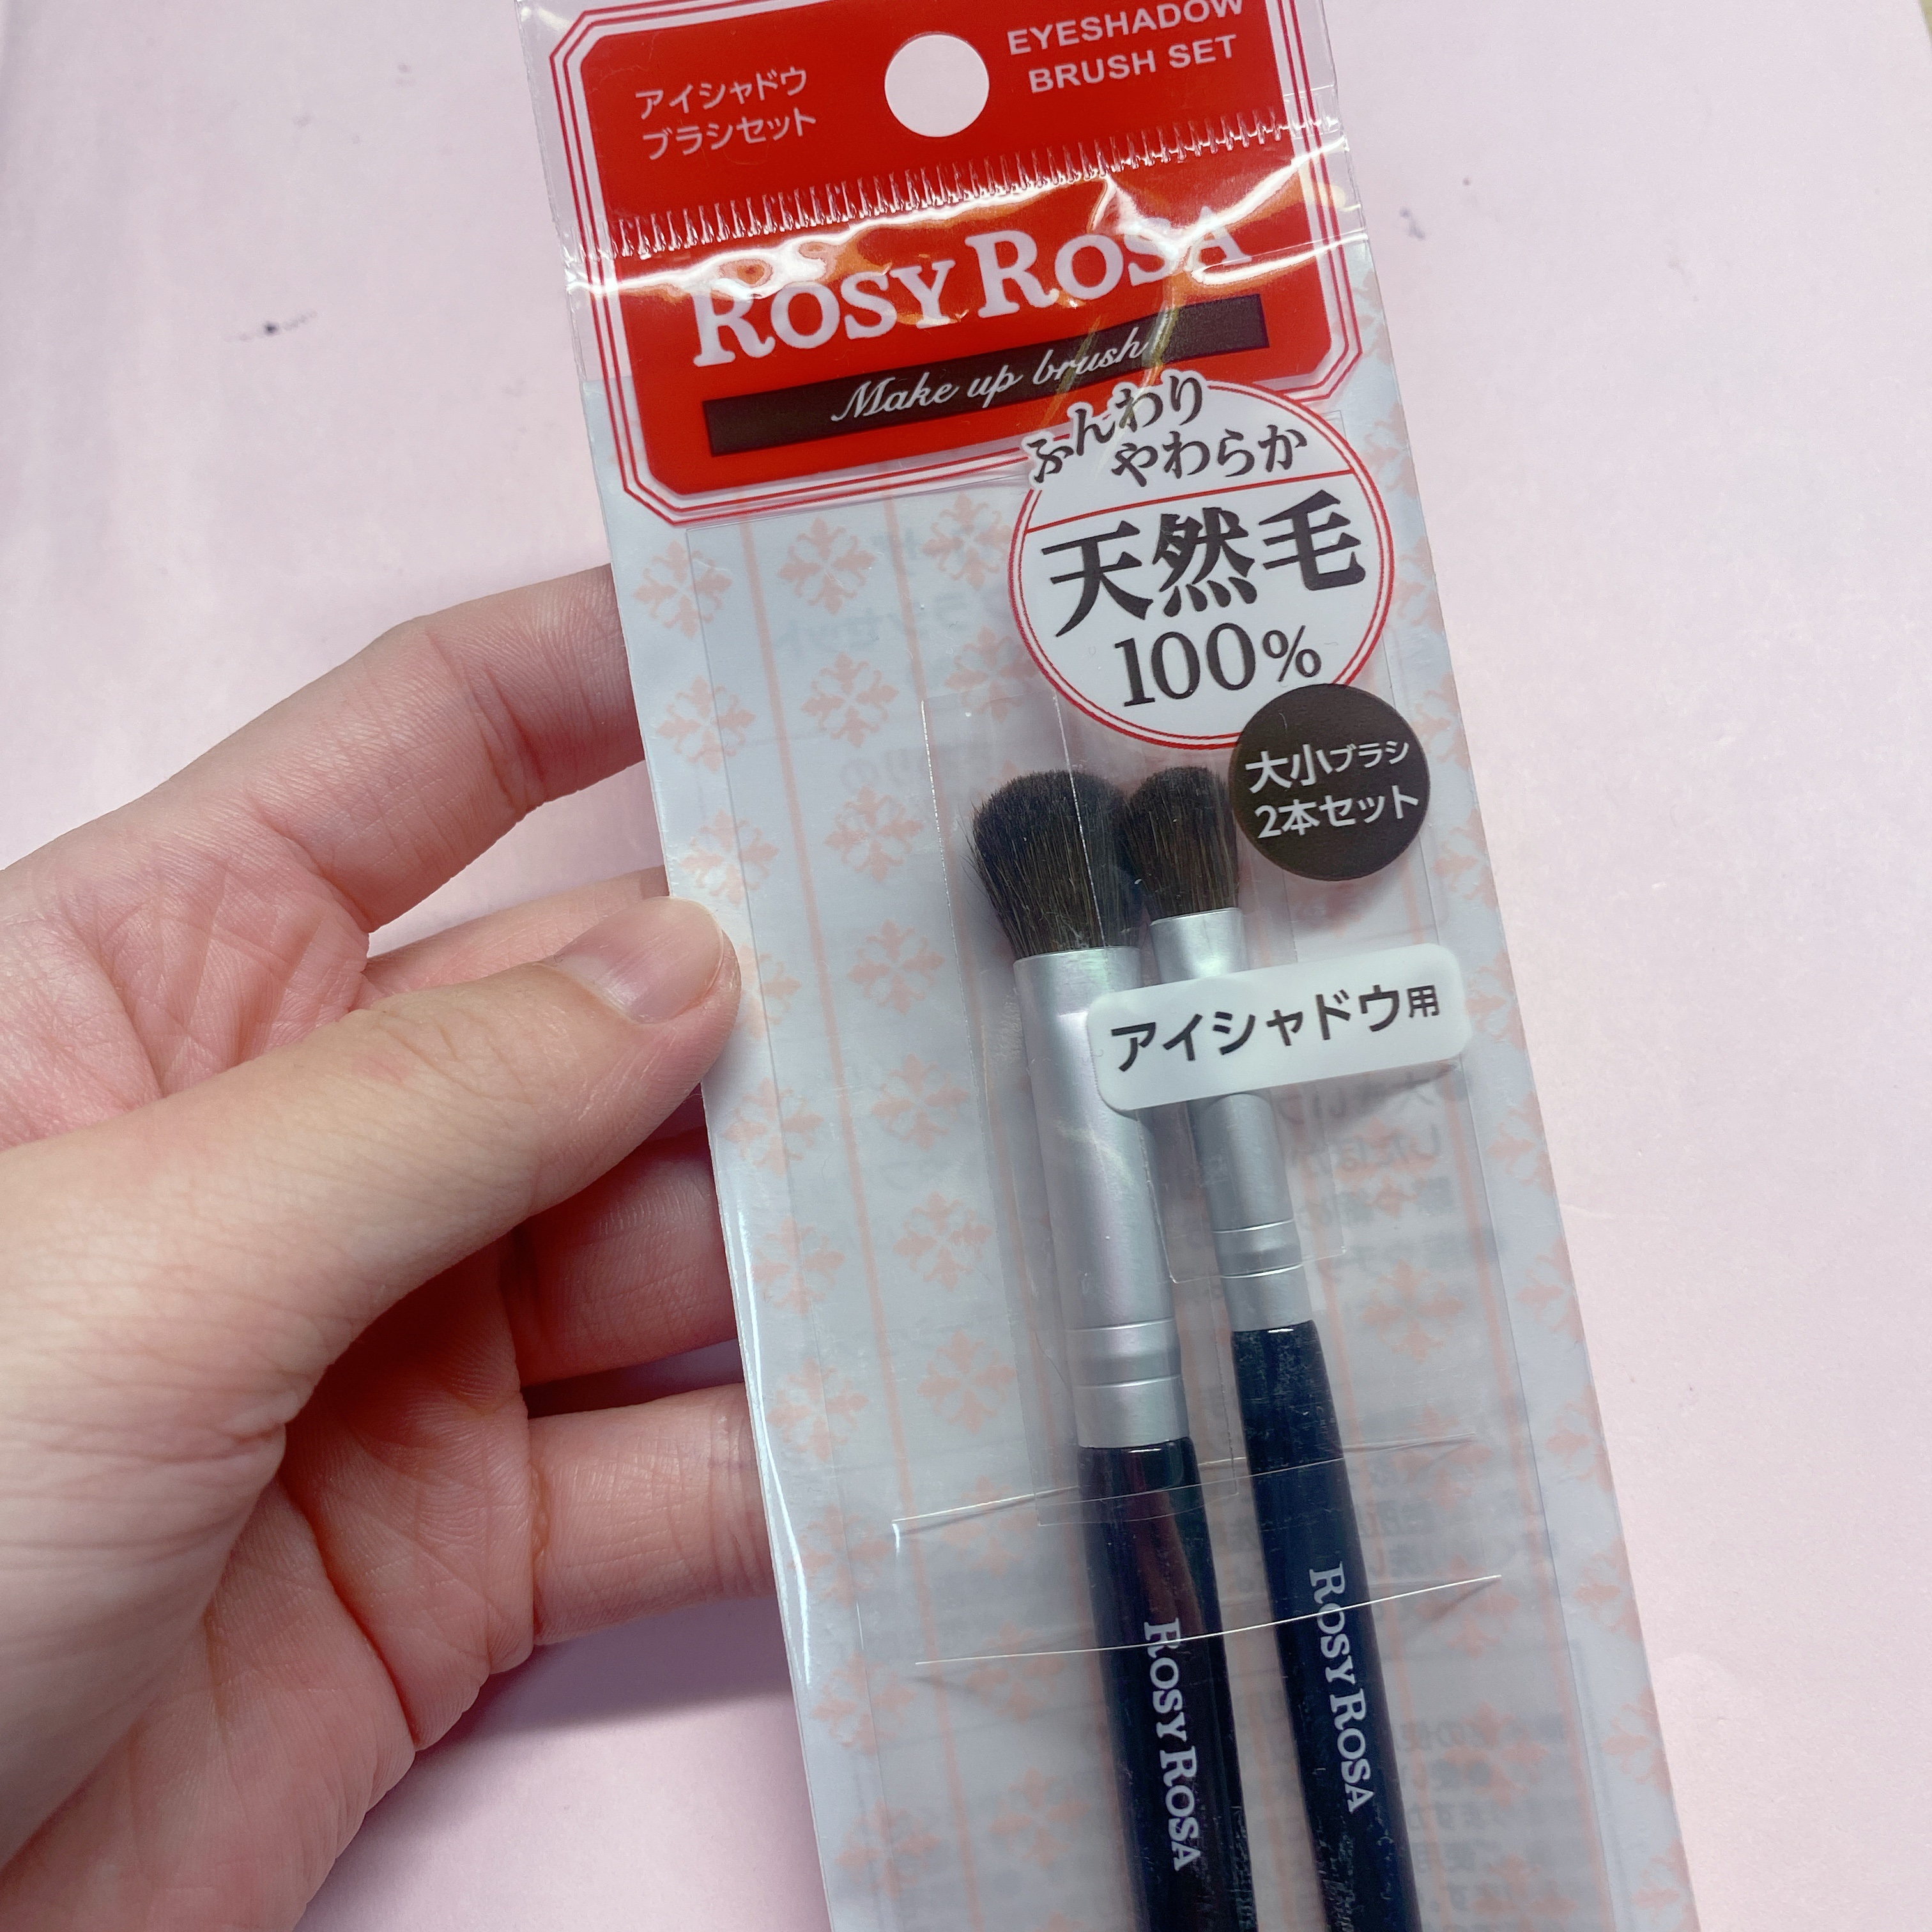 アイシャドウ
ブラシセット
EYESHADOW
BRUSH SET
ROSY ROSA
Make up brush
ふんわり
やわらか
天然毛
100%
大小ブラシ
2本セット
アイシャドウ用
ROSY ROSA
ROSY ROSA